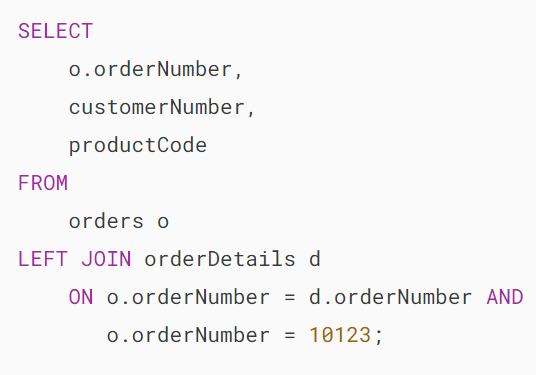 SELECT
    o.orderNumber,
    customerNumber,
    productCode
FROM
    orders o
LEFT JOIN orderDetails d
    ON o.orderNumber = d.orderNumber AND
       o.orderNumber = 10123;